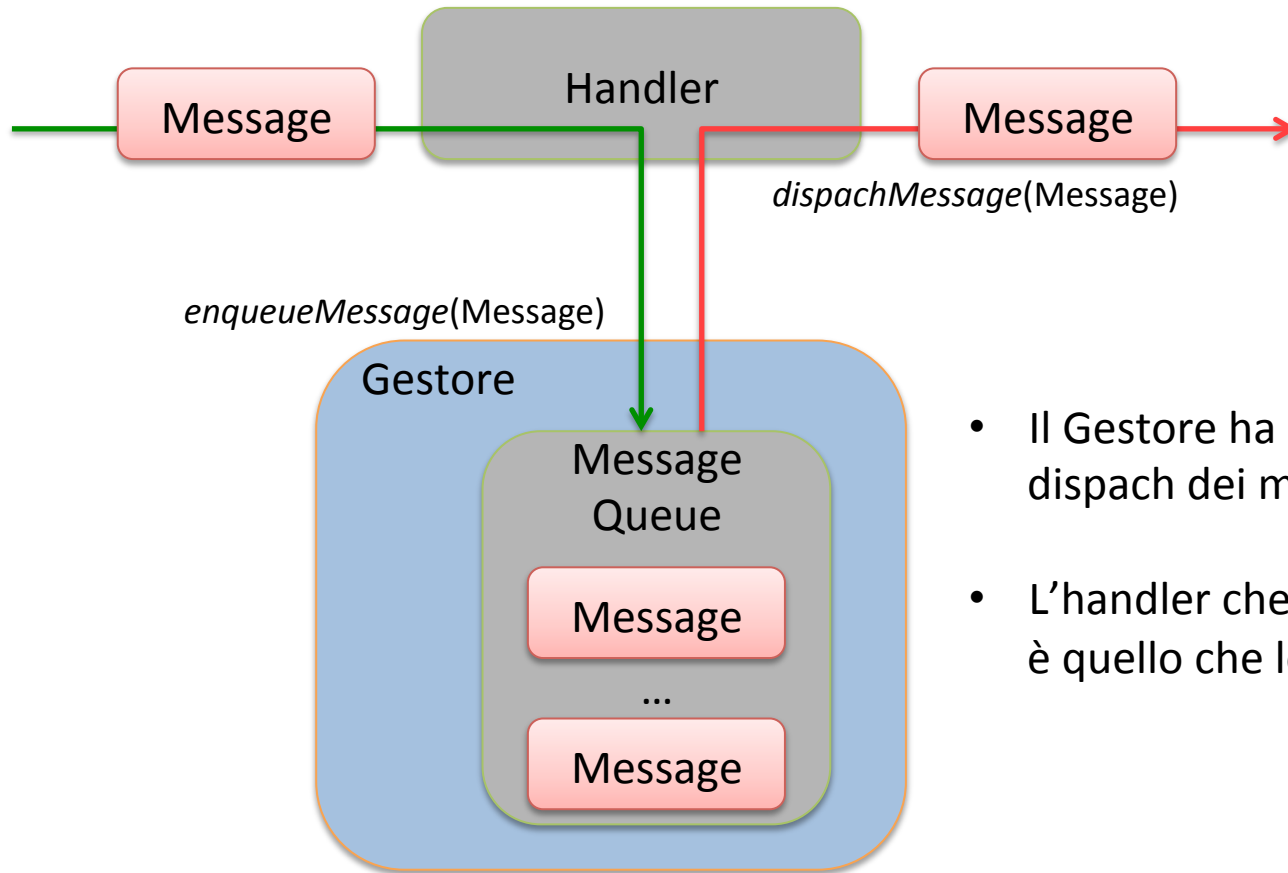 Handler
Message
Message
dispachMessage(Message)
enqueueMessage(Message)
Gestore
Message
Queue
Message
...
Message
• Il Gestore ha
dispach dei
• L’handler che
è quello che